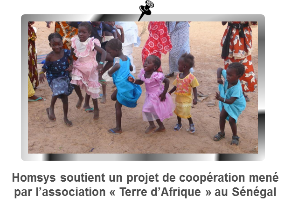 Homsys soutient un projet de coopération mené
par l’association « Terre d’Afrique » au Sénégal